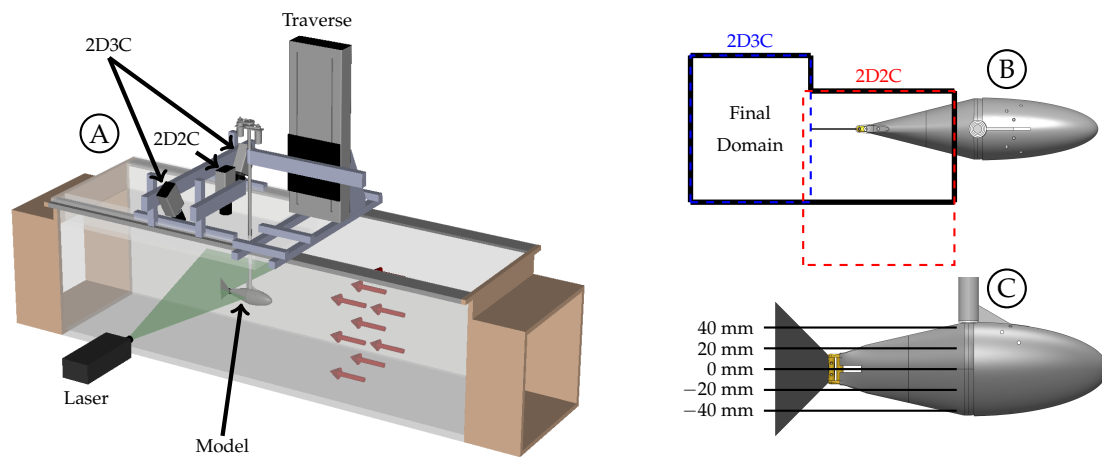 Traverse
2D3C
A
2D2C
Laser
Model
2D3C
B
2D2C
Final
Domain
C
40 mm
20 mm
0 mm
−20 mm
−40 mm